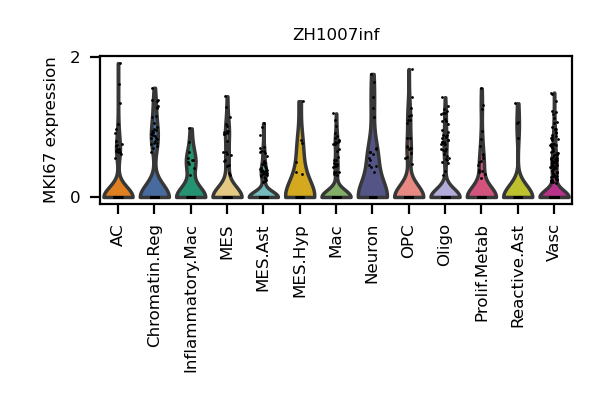 ZH1007inf
MKI67 expression
2
0
AC
Chromatin.Reg
Inflammatory.Mac
MES
MES.Ast
MES.Hyp
Mac
Neuron
OPC
Oligo
Prolif.Metab
Reactive.Ast
Vasc